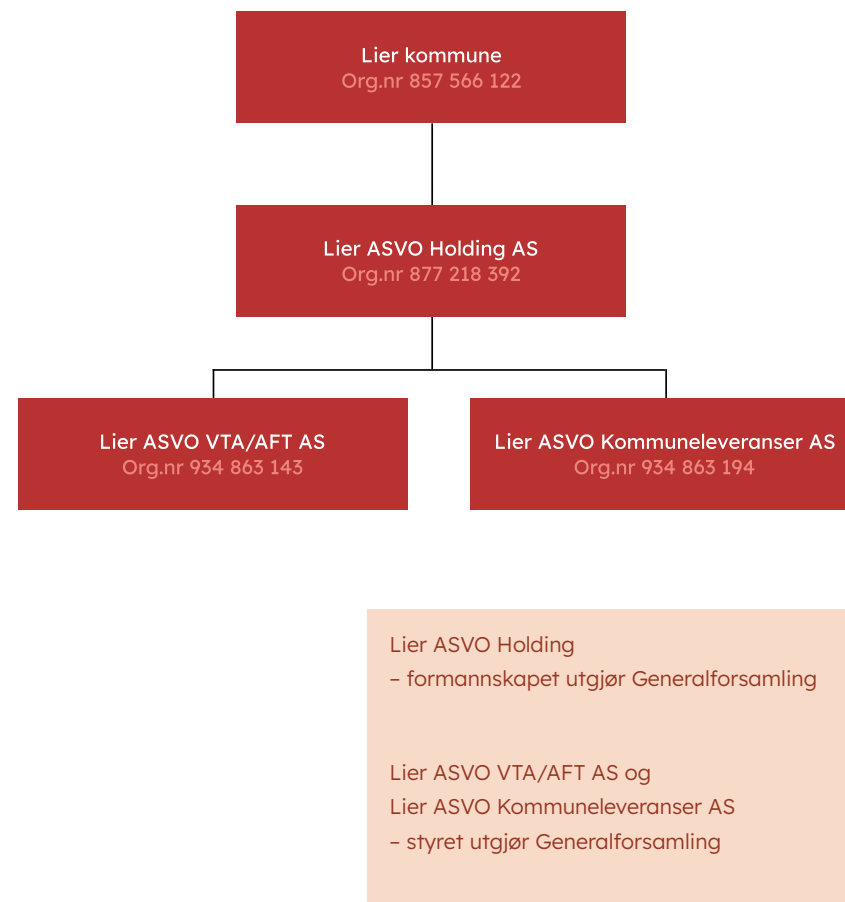 Lier kommune
Org.nr 857 566 122
Lier ASVO Holding AS
Org.nr 877 218 392
Lier ASVO VTA/AFT AS
Org.nr 934 863 143
Lier ASVO Kommuneleveranser AS
Org.nr 934 863 194
Lier ASVO Holding
– formannskapet utgjør Generalforsamling
Lier ASVO VTA/AFT AS og
Lier ASVO Kommuneleveranser AS
– styret utgjør Generalforsamling